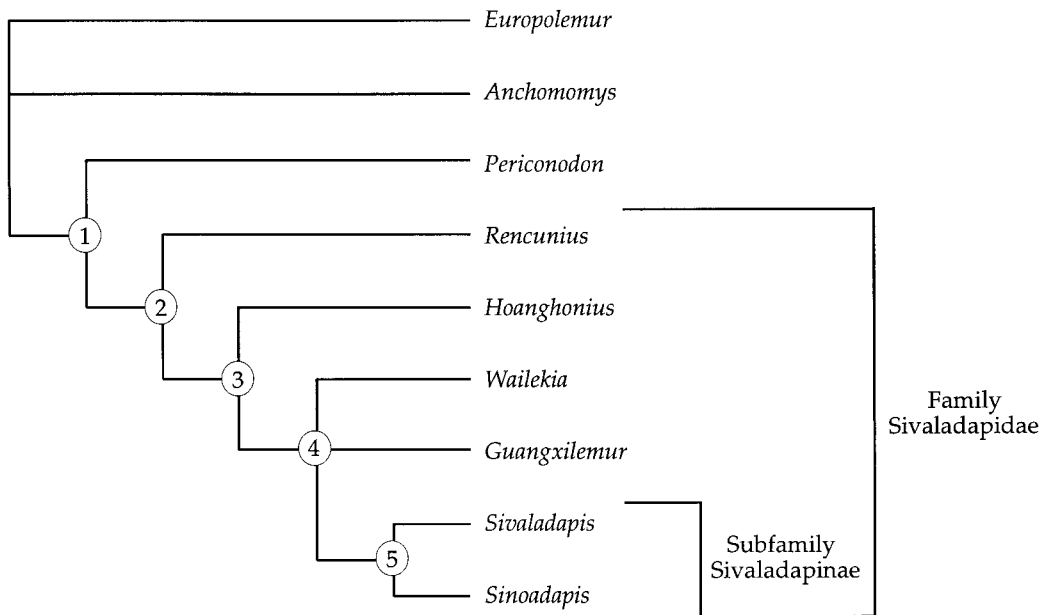 Europolemur
Anchomomys
Periconodon
1
Rencunius
2
Hoanghonius
3
Wailekia
Family
Sivaladapidae
4
Guangxilemur
Sivaladapis
5
Subfamily
Sivaladapinae
Sinoadapis